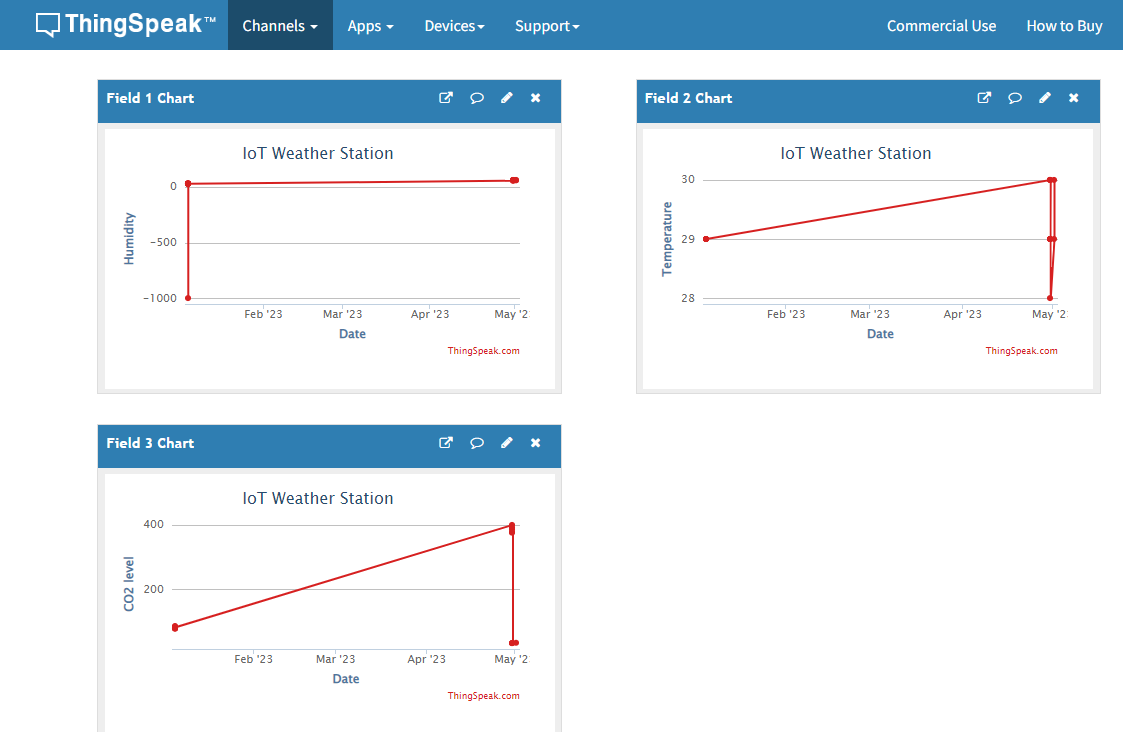 ThingSpeak™ Channels Apps Devices Support Commercial Use How to Buy
Field 1 Chart
IoT Weather Station
Humidity
0
−500
−1000
Feb '23 Mar '23 Apr '23 May '2
Date
ThingSpeak.com
Field 2 Chart
IoT Weather Station
Temperature
30
29
28
Feb '23 Mar '23 Apr '23 May '2
Date
ThingSpeak.com
Field 3 Chart
IoT Weather Station
CO2 level
400
200
Feb '23 Mar '23 Apr '23 May '2
Date
ThingSpeak.com